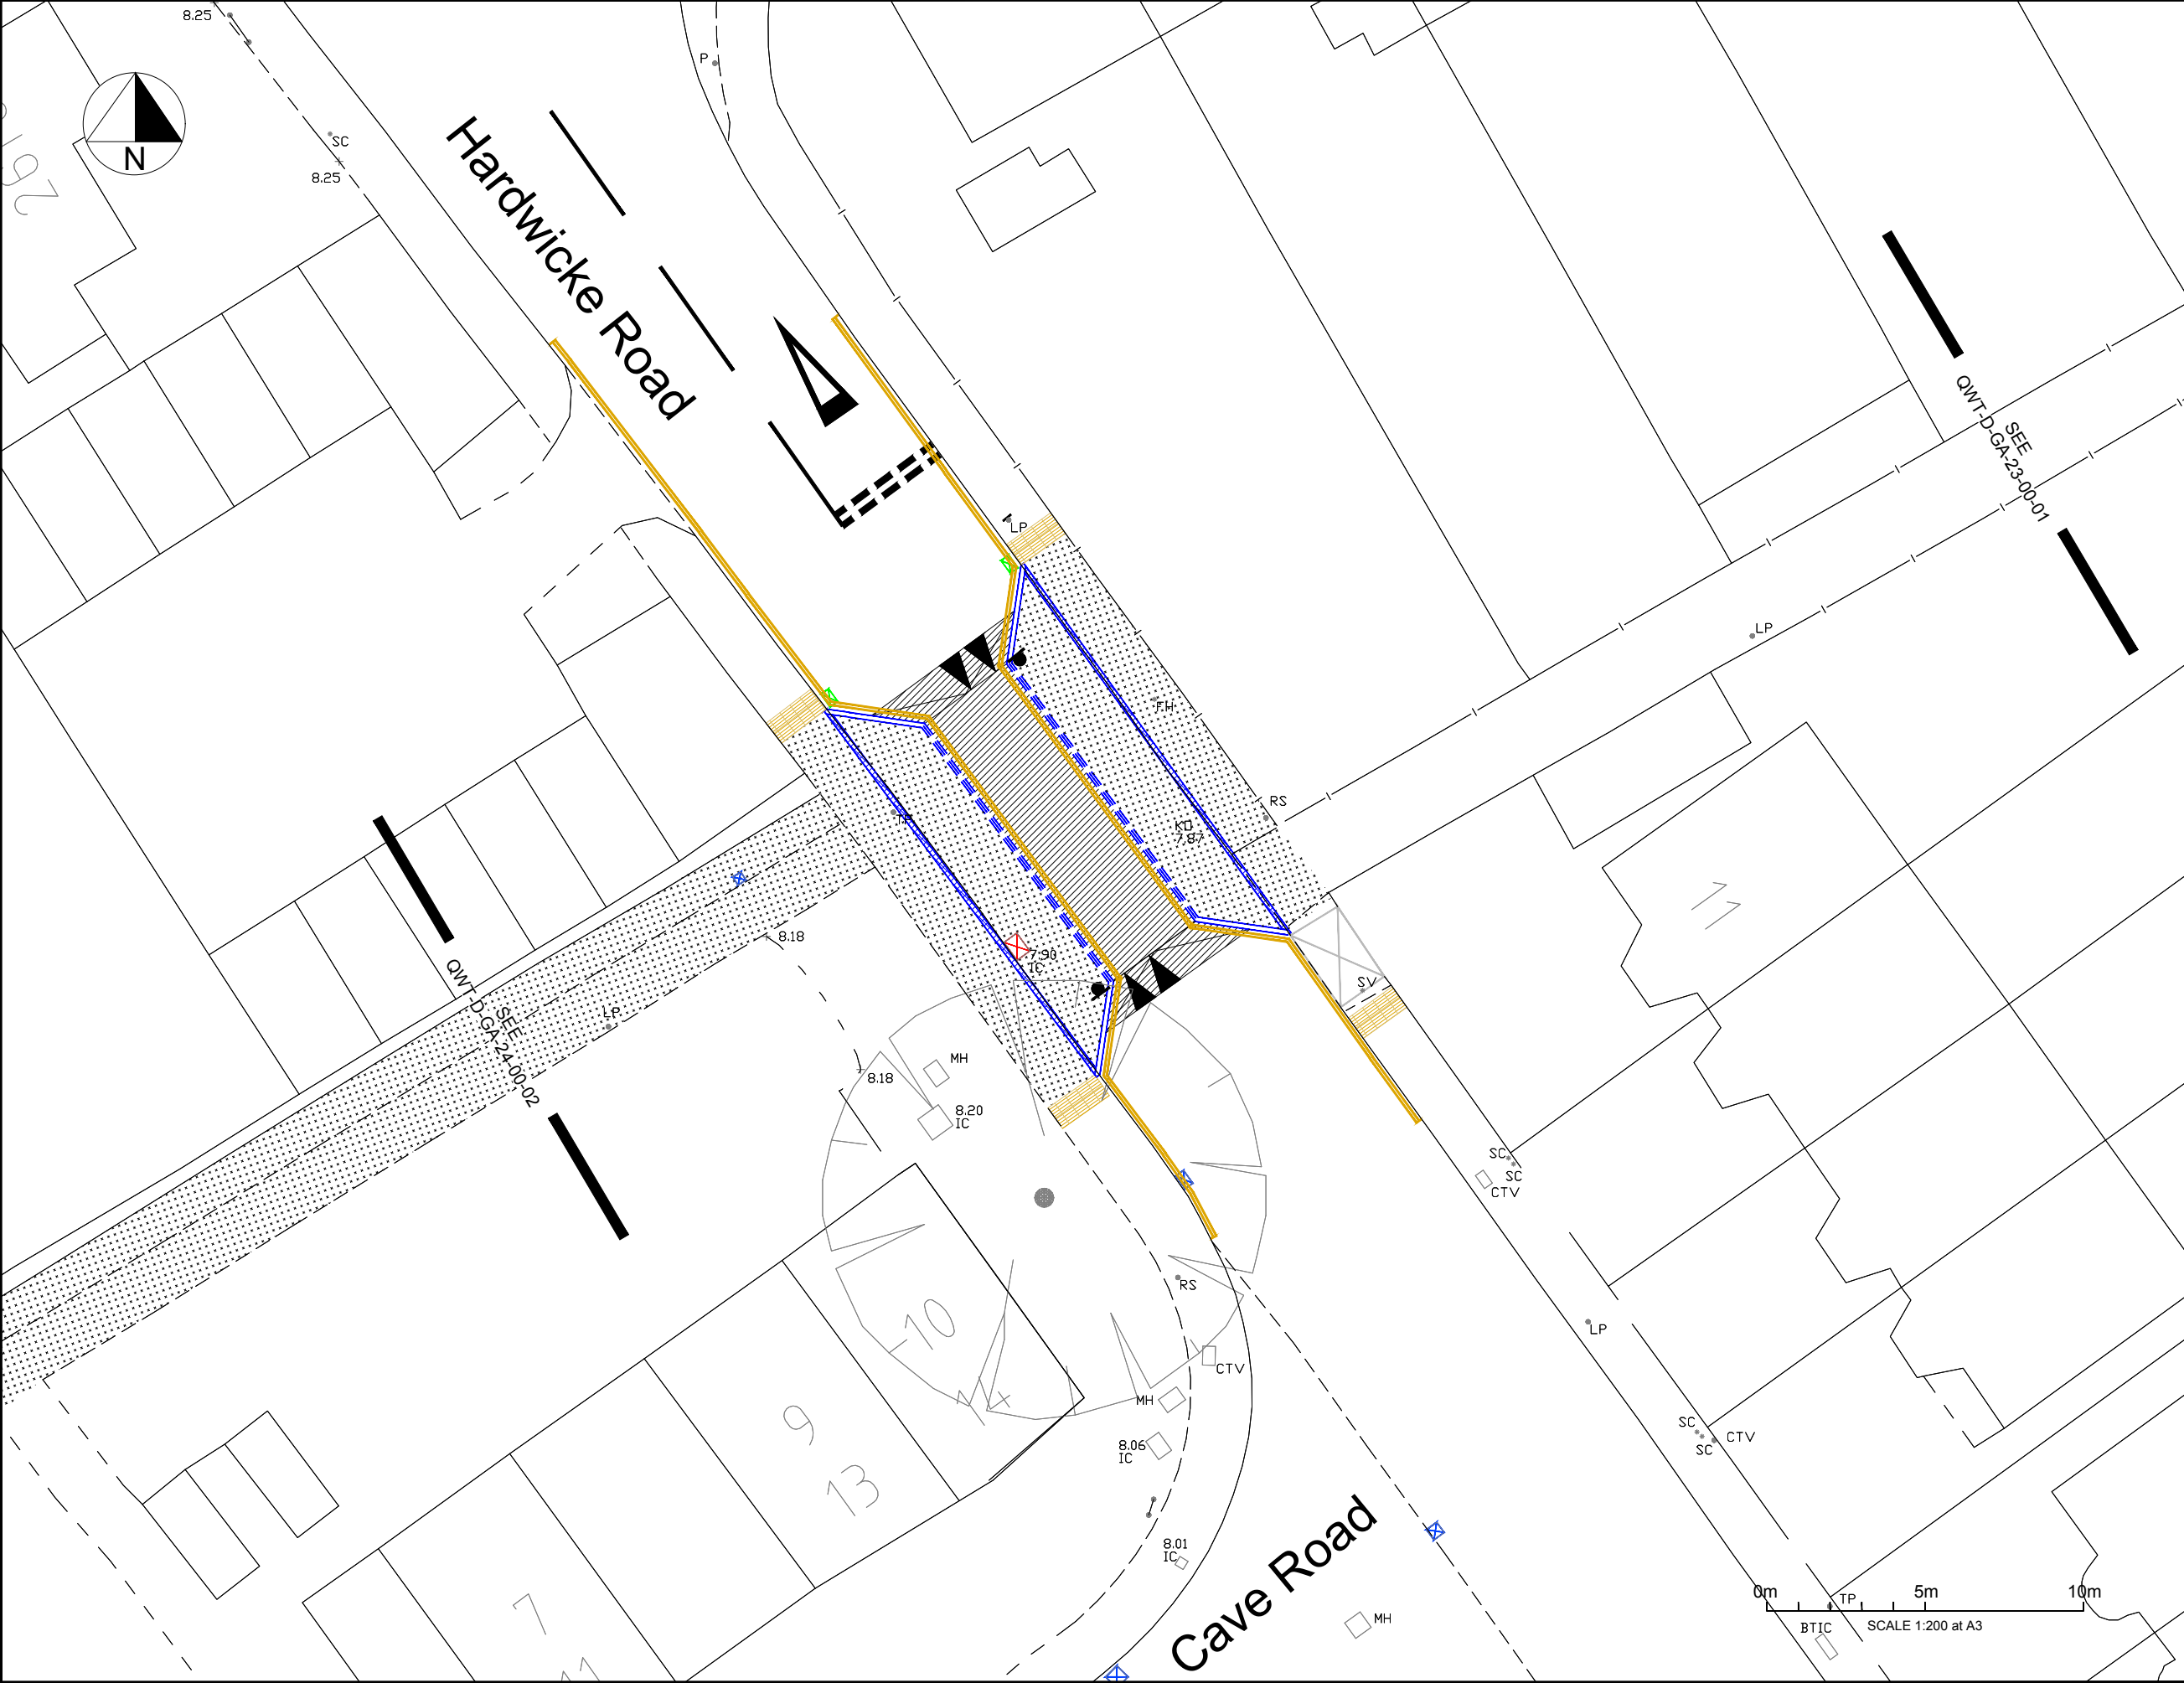 8.25
P
SC
8.25
N
Hardwicke Road
SEE
QWT-D-GA-23-00-01
LP
LP
FH
RS
KO
7.87
TP
8.18
7.90
IC
SV
SEE
QWT-D-GA-24-00-02
LP
MH
8.18
8.20
IC
11
SC
SC
CTV
RS
LP
10
CTV
14
MH
9
8.06
IC
13
SC
SC
CTV
8.01
IC
Cave Road
MH
7
0m
5m
10m
TP
BTIC
SCALE 1:200 at A3